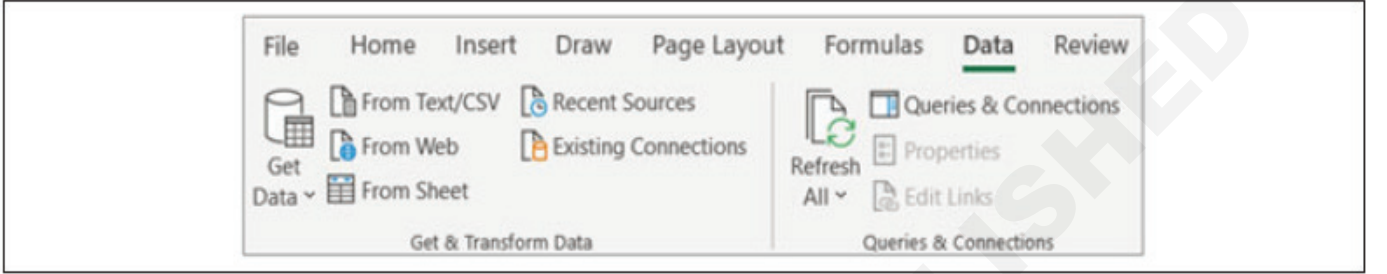 File Home Insert Draw Page Layout Formulas Data Review
From Text/CSV
From Web
From Sheet
Recent Sources
Existing Connections
Get
Data
Get & Transform Data
Refresh
All
Queries & Connections
Properties
Edit Links
Queries & Connections
ISHED